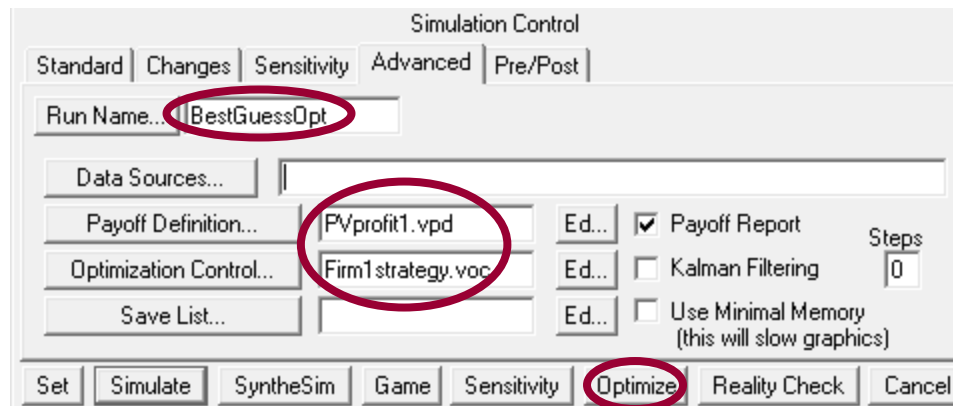 Simulation Control
Standard Changes Sensitivity Advanced Pre/Post
Run Name... BestGuessOpt
Data Sources...
Payoff Definition... PVprofit1.vpd Ed... Payoff Report
Steps
Optimization Control... Firm1strategy.voc Ed... Kalman Filtering 0
Save List... Ed... Use Minimal Memory
(this will slow graphics)
Set Simulate SyntheSim Game Sensitivity Optimize Reality Check Cancel